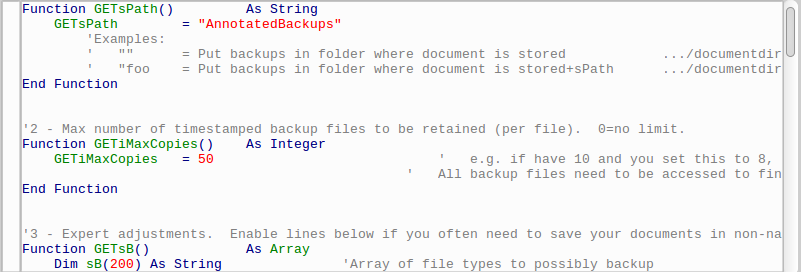 Function GETsPath()         As String
    GETsPath        = "AnnotatedBackups"
        'Examples:
        '   ""      = Put backups in folder where document is stored            .../documentdir
        '   "foo    = Put backups in folder where document is stored+sPath      .../documentdir
End Function
'2 - Max number of timestamped backup files to be retained (per file).  0=no limit.
Function GETiMaxCopies()    As Integer
    GETiMaxCopies   = 50                            '   e.g. if have 10 and you set this to 8,
                                                '   All backup files need to be accessed to fin
End Function
'3 - Expert adjustments.  Enable lines below if you often need to save your documents in non-na
Function GETsB()            As Array
    Dim sB(200) As String               'Array of file types to possibly backup